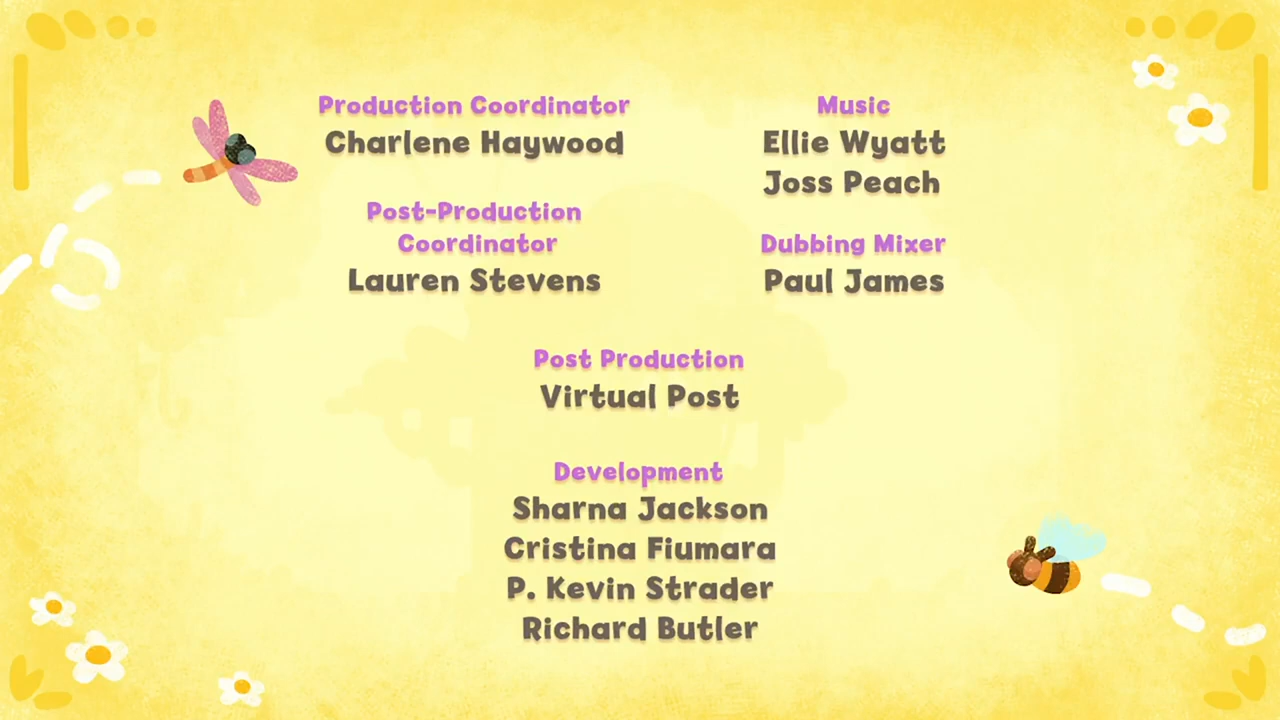 Production Coordinator
Charlene Haywood
Post-Production
Coordinator
Lauren Stevens
Music
Ellie Wyatt
Joss Peach
Dubbing Mixer
Paul James
Post Production
Virtual Post
Development
Sharna Jackson
Cristina Fiumara
P. Kevin Strader
Richard Butler